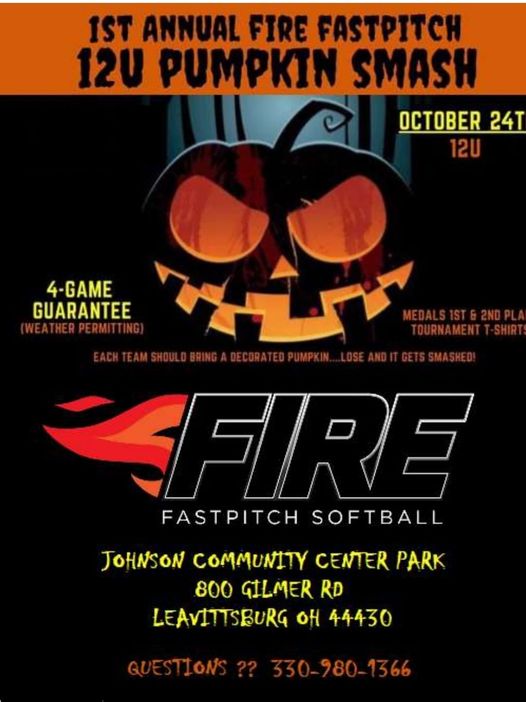 1ST ANNUAL FIRE FASTPITCH
12U PUMPKIN SMASH
OCTOBER 24T
12U
4-GAME
GUARANTEE
(WEATHER PERMITTING)
MEDALS 1ST & 2ND PLA
TOURNAMENT T-SHIRTS
EACH TEAM SHOULD BRING A DECORATED PUMPKIN....LOSE AND IT GETS SMASHED!
FIRE
FASTPITCH SOFTBALL
JOHNSON COMMUNITY CENTER PARK
800 GILMER RD
LEAVITTSBURG OH 44430
QUESTIONS ?? 330-980-1366